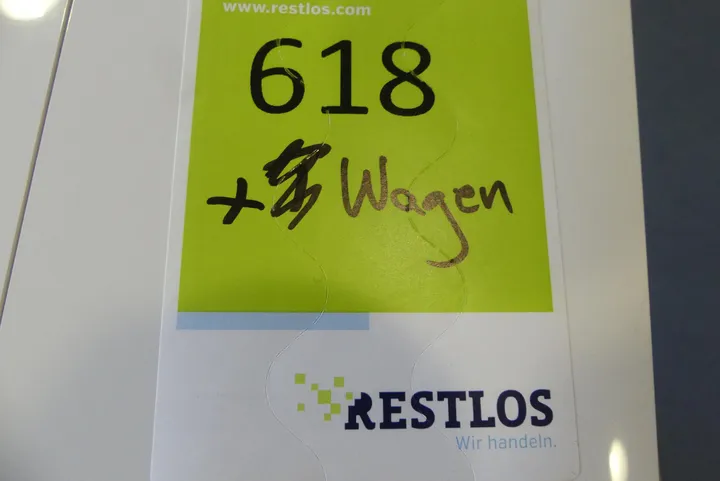 www.restlos.com
618
+ Wagen
RESTLOS
Wir handeln.